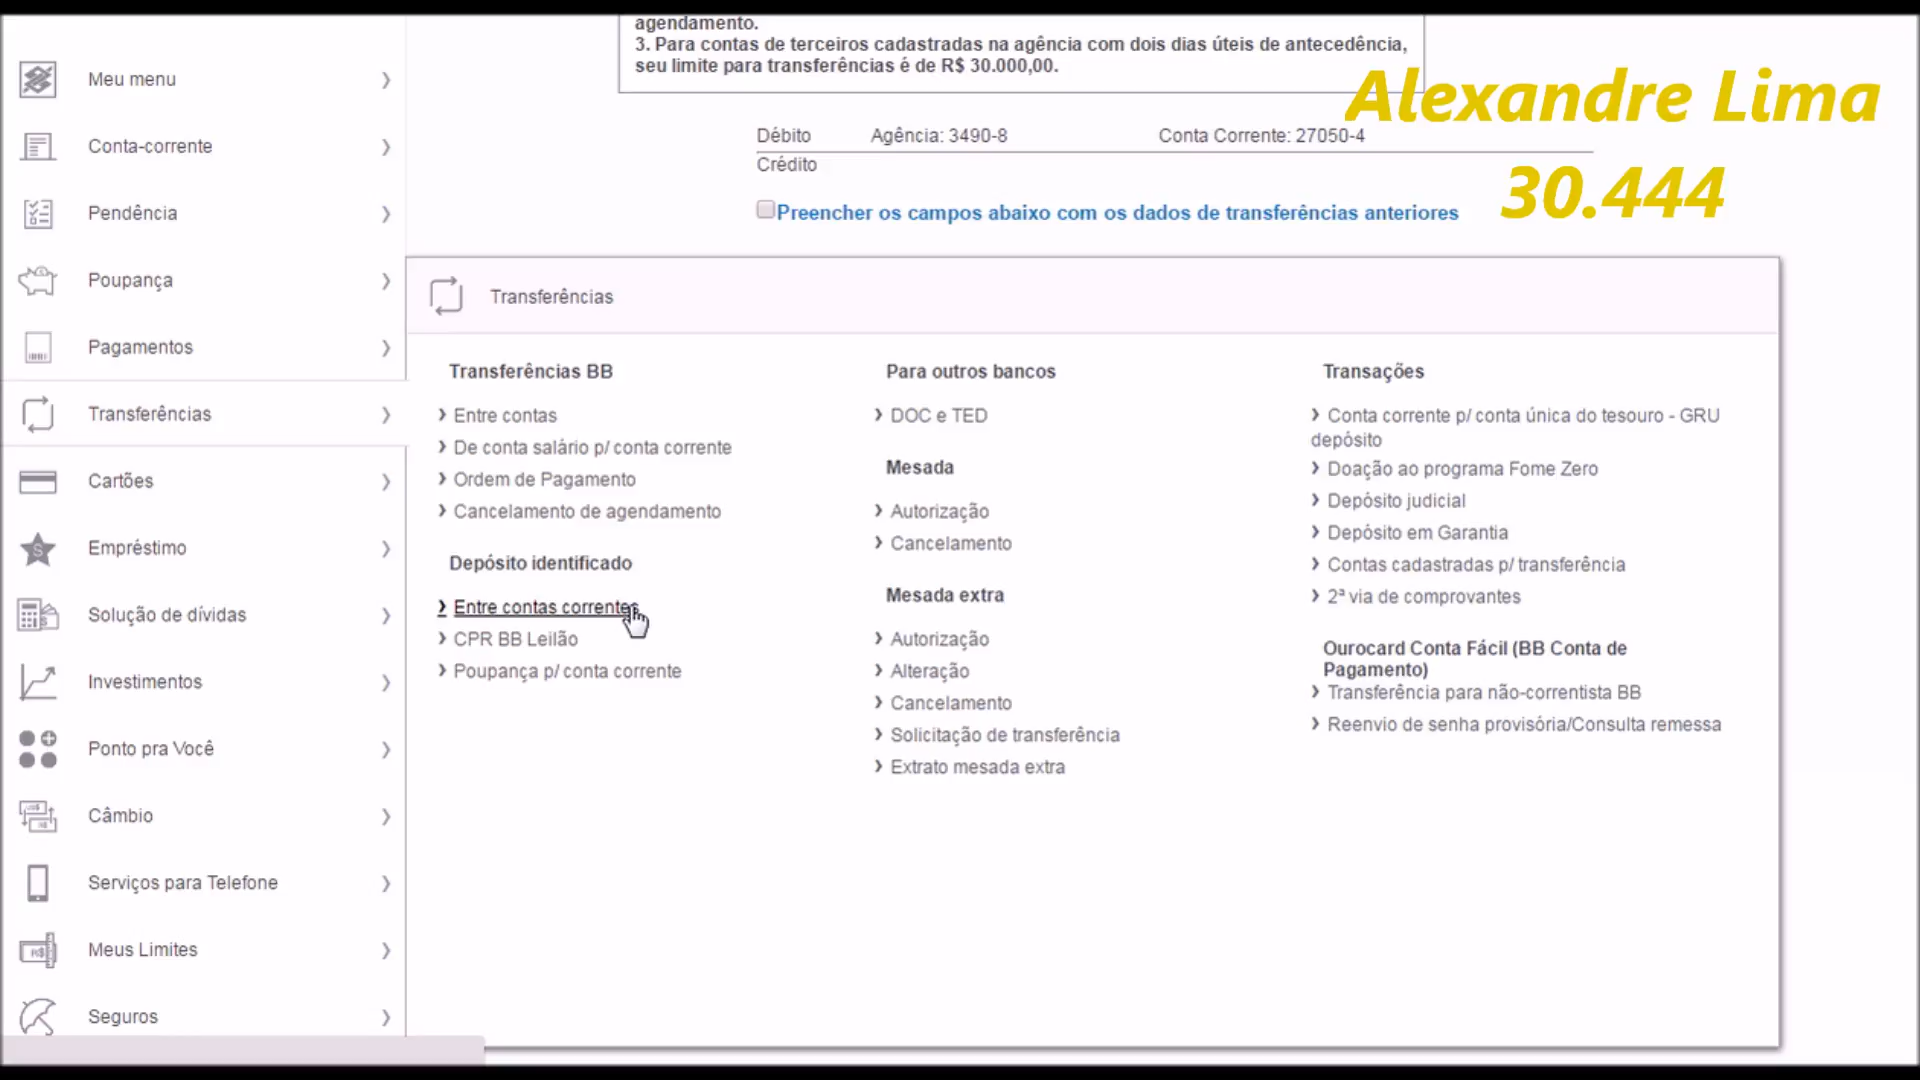 agendamento.
3. Para contas de terceiros cadastradas na agência com dois dias úteis de antecedência,
seu limite para transferências é de R$ 30.000,00.
Alexandre Lima
30.444
Débito Agência: 3490-8 Conta Corrente: 27050-4
Crédito
Preencher os campos abaixo com os dados de transferências anteriores
Meu menu
Conta-corrente
Pendência
Poupança
Pagamentos
Transferências
Cartões
Empréstimo
Solução de dívidas
Investimentos
Ponto pra Você
Câmbio
Serviços para Telefone
Meus Limites
Seguros
Transferências
Transferências BB
Entre contas
De conta salário p/ conta corrente
Ordem de Pagamento
Cancelamento de agendamento
Depósito identificado
Entre contas correntes
CPR BB Leilão
Poupança p/ conta corrente
Para outros bancos
DOC e TED
Mesada
Autorização
Cancelamento
Mesada extra
Autorização
Alteração
Cancelamento
Solicitação de transferência
Extrato mesada extra
Transações
Conta corrente p/ conta única do tesouro - GRU
depósito
Doação ao programa Fome Zero
Depósito judicial
Depósito em Garantia
Contas cadastradas p/ transferência
2ª via de comprovantes
Ourocard Conta Fácil (BB Conta de
Pagamento)
Transferência para não-correntista BB
Reenvio de senha provisória/Consulta remessa